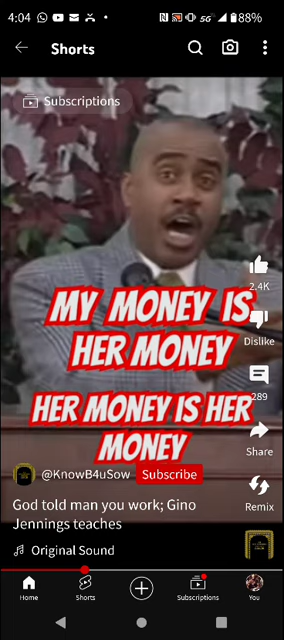 4:04
5G
88%
Shorts
Subscriptions
MY MONEY IS
HER MONEY
HER MONEY IS HER
MONEY
2.4K
Dislike
289
Share
Remix
@KnowB4uSow
Subscribe
God told man you work; Gino
Jennings teaches
Original Sound
Home
Shorts
Subscriptions
You